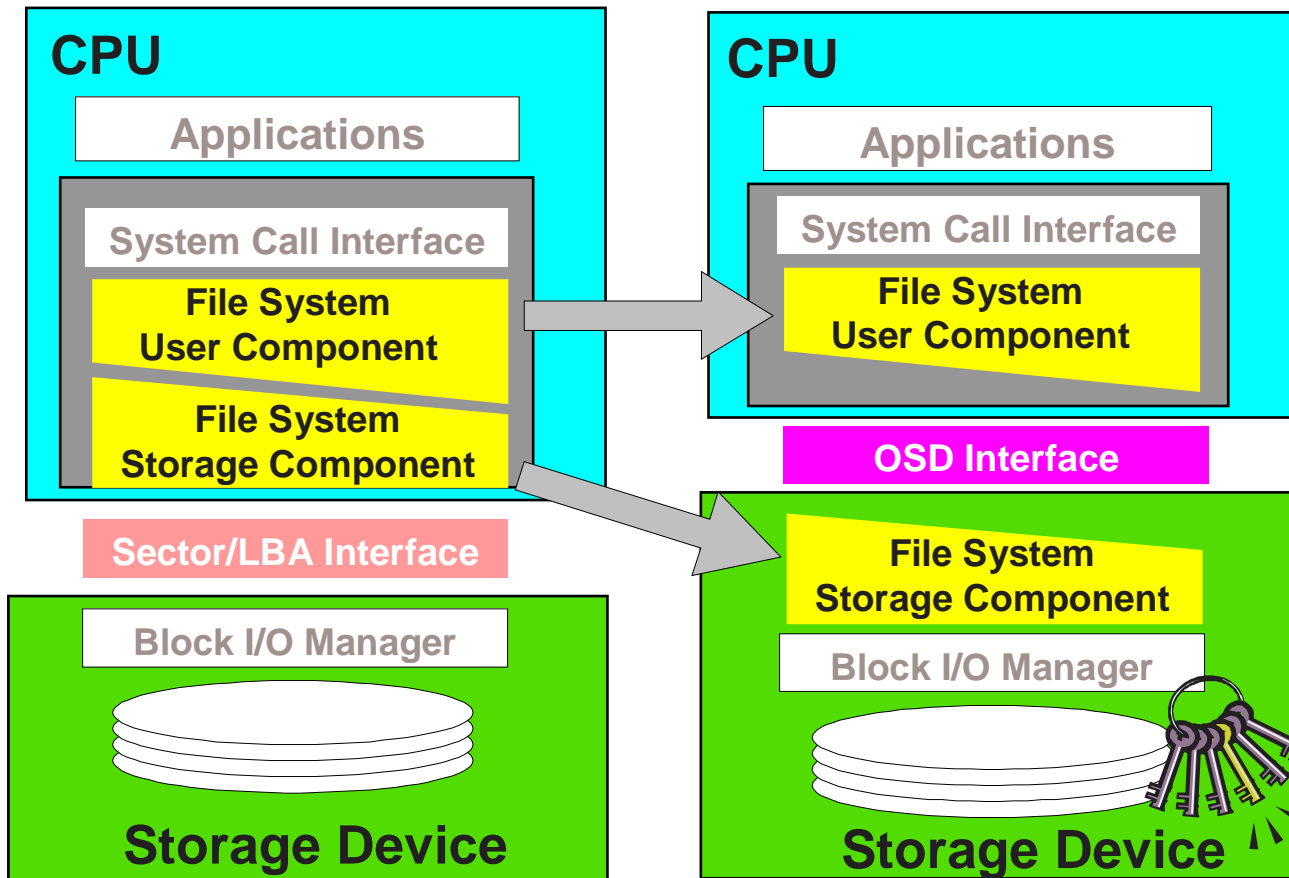 CPU
Applications
System Call Interface
File System
User Component
File System
Storage Component
Sector/LBA Interface
Block I/O Manager
Storage Device
CPU
Applications
System Call Interface
File System
User Component
OSD Interface
File System
Storage Component
Block I/O Manager
Storage Device